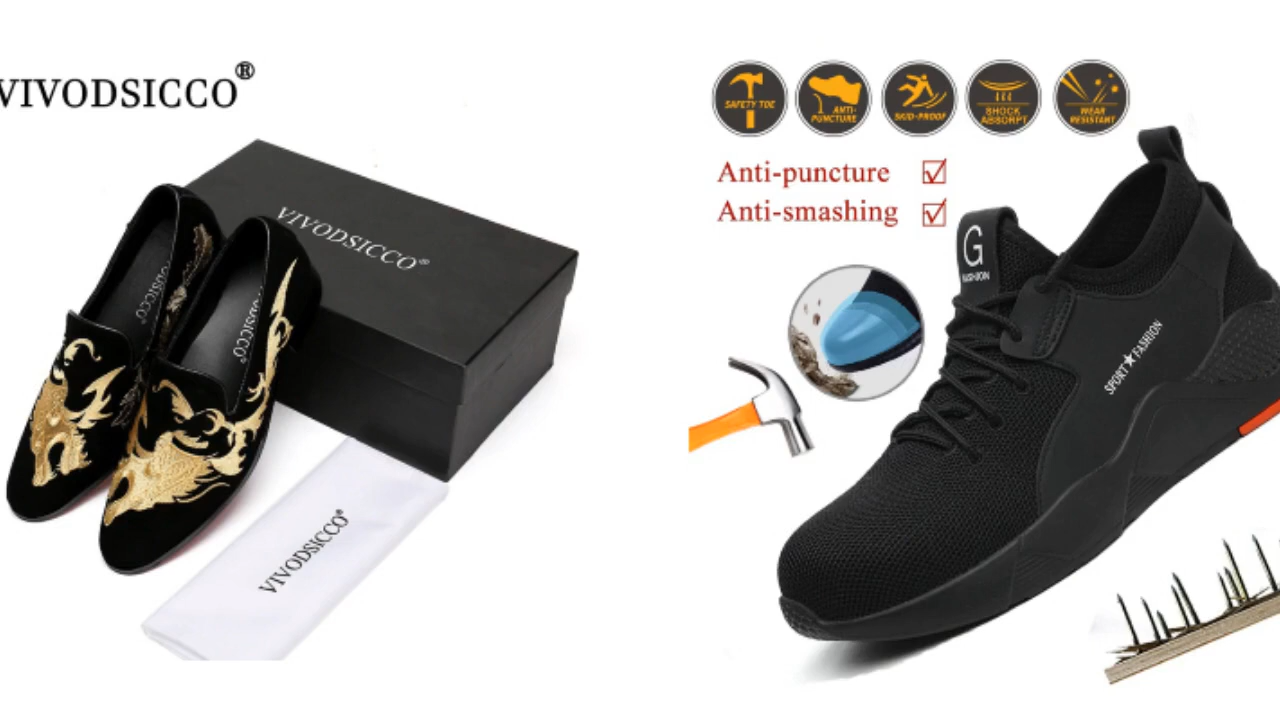 VIVODSICCO®
VIVODSICCO®
VIVODSICCO®
SAFETY TOE
ANTI-
PUNCTURE
SKID-PROOF
SHOCK
ABSORPT
WEAR
RESISTANT
Anti-puncture
Anti-smashing
G
FASHION
SPORT★FASHION